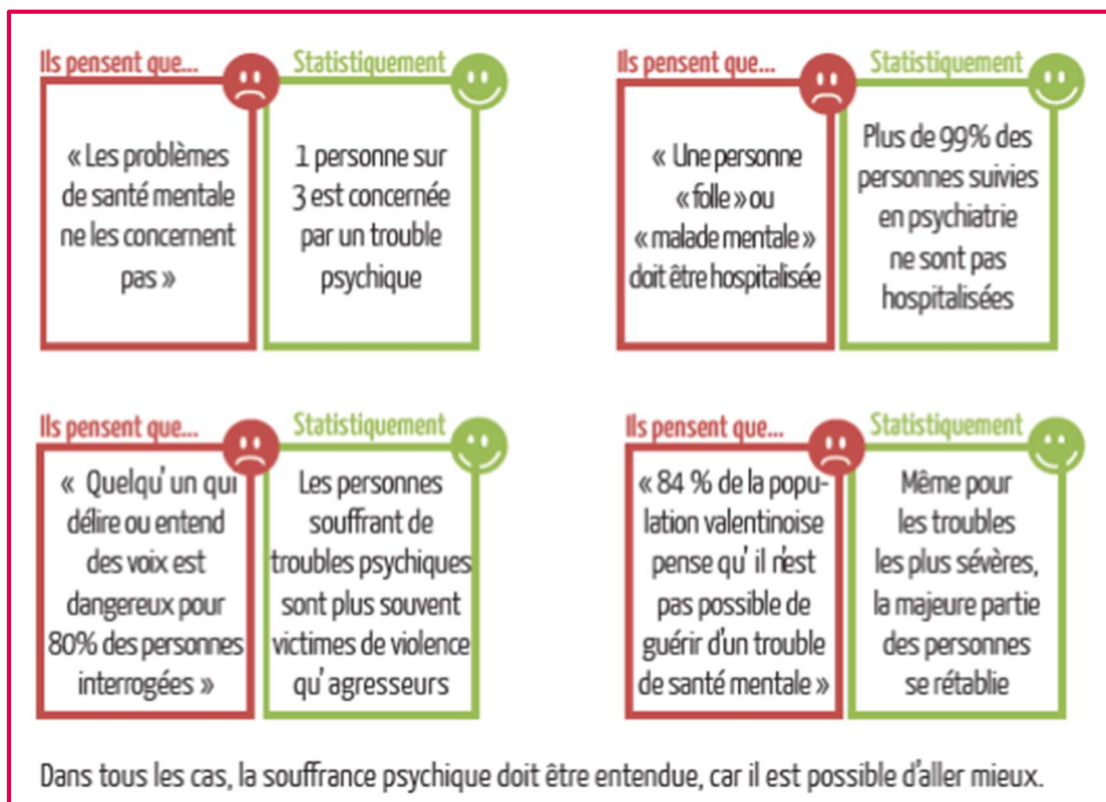 Ils pensent que...
« Les problèmes
de santé mentale
ne les concernent
pas »
Statistiquement
1 personne sur
3 est concernée
par un trouble
psychique
Ils pensent que...
« Une personne
« folle » ou
« malade mentale »
doit être hospitalisée
Statistiquement
Plus de 99% des
personnes suivies
en psychiatrie
ne sont pas
hospitalisées
Ils pensent que...
« Quelqu' un qui
délire ou entend
des voix est
dangereux pour
80% des personnes
interrogées »
Statistiquement
Les personnes
souffrant de
troubles psychiques
sont plus souvent
victimes de violence
qu' agresseurs
Ils pensent que...
« 84 % de la popu-
lation valentinoise
pense qu' il n'est
pas possible de
guérir d'un trouble
de santé mentale »
Statistiquement
Même pour
les troubles
les plus sévères,
la majeure partie
des personnes
se rétablie
Dans tous les cas, la souffrance psychique doit être entendue, car il est possible d'aller mieux.